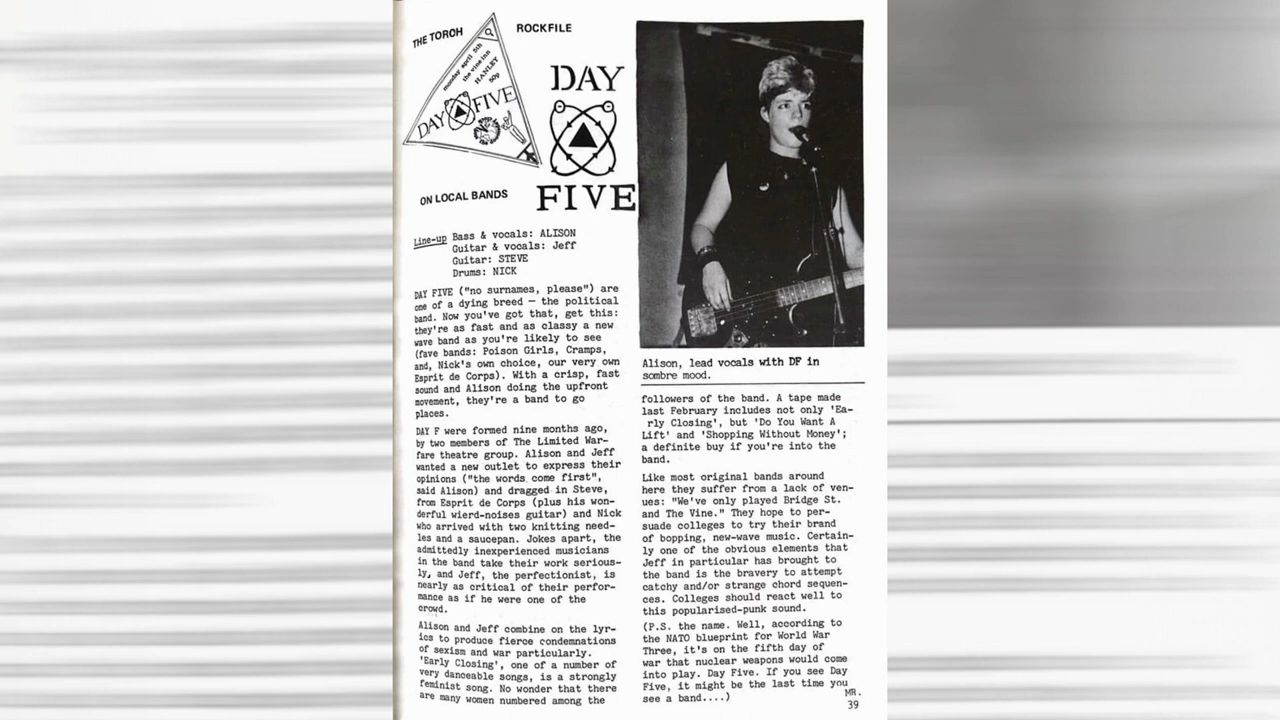 THE TORCH
ROCKFILE
monday april 5th
the vine inn
HANLEY
50p
DAY FIVE
DAY
FIVE
ON LOCAL BANDS
Line-up Bass & vocals: ALISON
Guitar & vocals: Jeff
Guitar: STEVE
Drums: NICK
DAY FIVE ("no surnames, please") are
one of a dying breed — the political
band. Now you've got that, get this:
they're as fast and as classy a new
wave band as you're likely to see
(fave bands: Poison Girls, Cramps,
and, Nick's own choice, our very own
Esprit de Corps). With a crisp, fast
sound and Alison doing the upfront
movement, they're a band to go
places.
DAY F were formed nine months ago,
by two members of The Limited War-
fare theatre group. Alison and Jeff
wanted a new outlet to express their
opinions ("the words come first",
said Alison) and dragged in Steve,
from Esprit de Corps (plus his won-
derful wierd-noises guitar) and Nick
who arrived with two knitting need-
les and a saucepan. Jokes apart, the
admittedly inexperienced musicians
in the band take their work serious-
ly, and Jeff, the perfectionist, is
nearly as critical of their perfor-
mance as if he were one of the
crowd.
Alison and Jeff combine on the lyr-
ics to produce fierce condemnations
of sexism and war particularly.
'Early Closing', one of a number of
very danceable songs, is a strongly
feminist song. No wonder that there
are many women numbered among the
Alison, lead vocals with DF in
sombre mood.
followers of the band. A tape made
last February includes not only 'Ea-
rly Closing', but 'Do You Want A
Lift' and 'Shopping Without Money';
a definite buy if you're into the
band.
Like most original bands around
here they suffer from a lack of ven-
ues: "We've only played Bridge St.
and The Vine." They hope to per-
suade colleges to try their brand
of bopping, new-wave music. Certain-
ly one of the obvious elements that
Jeff in particular has brought to
the band is the bravery to attempt
catchy and/or strange chord sequen-
ces. Colleges should react well to
this popularised-punk sound.
(P.S. the name. Well, according to
the NATO blueprint for World War
Three, it's on the fifth day of
war that nuclear weapons would come
into play. Day Five. If you see Day
Five, it might be the last time you
see a band....)
MR.
39